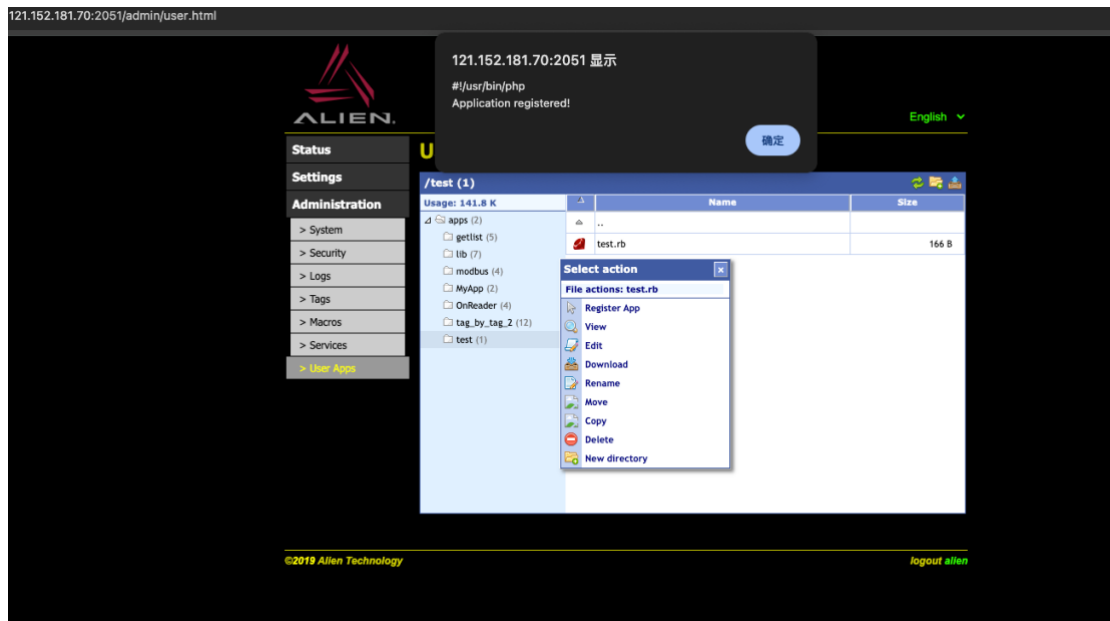 121.152.181.70:2051/admin/user.html
121.152.181.70:2051 显示
#!/usr/bin/php
Application registered!
确定
ALIEN.
English
Status
U
Settings
/test (1)
Administration
Usage: 141.8 K
Name
Size
> System
apps (2)
..
getlist (5)
test.rb
166 B
> Security
lib (7)
> Logs
modbus (4)
Select action
x
MyApp (2)
File actions: test.rb
> Tags
OnReader (4)
Register App
> Macros
tag_by_tag_2 (12)
View
> Services
test (1)
Edit
> User Apps
Download
Rename
Move
Copy
Delete
New directory
©2019 Alien Technology
logout alien